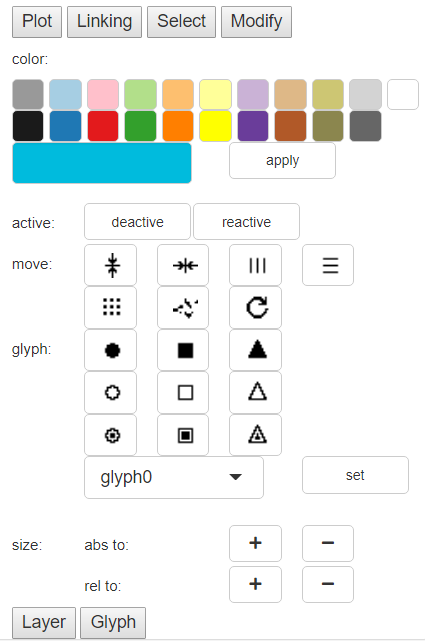 Plot Linking Select Modify
color:
apply
active: deactive reactive
move:
glyph:
glyph0 set
size: abs to: + −
rel to: + −
Layer Glyph